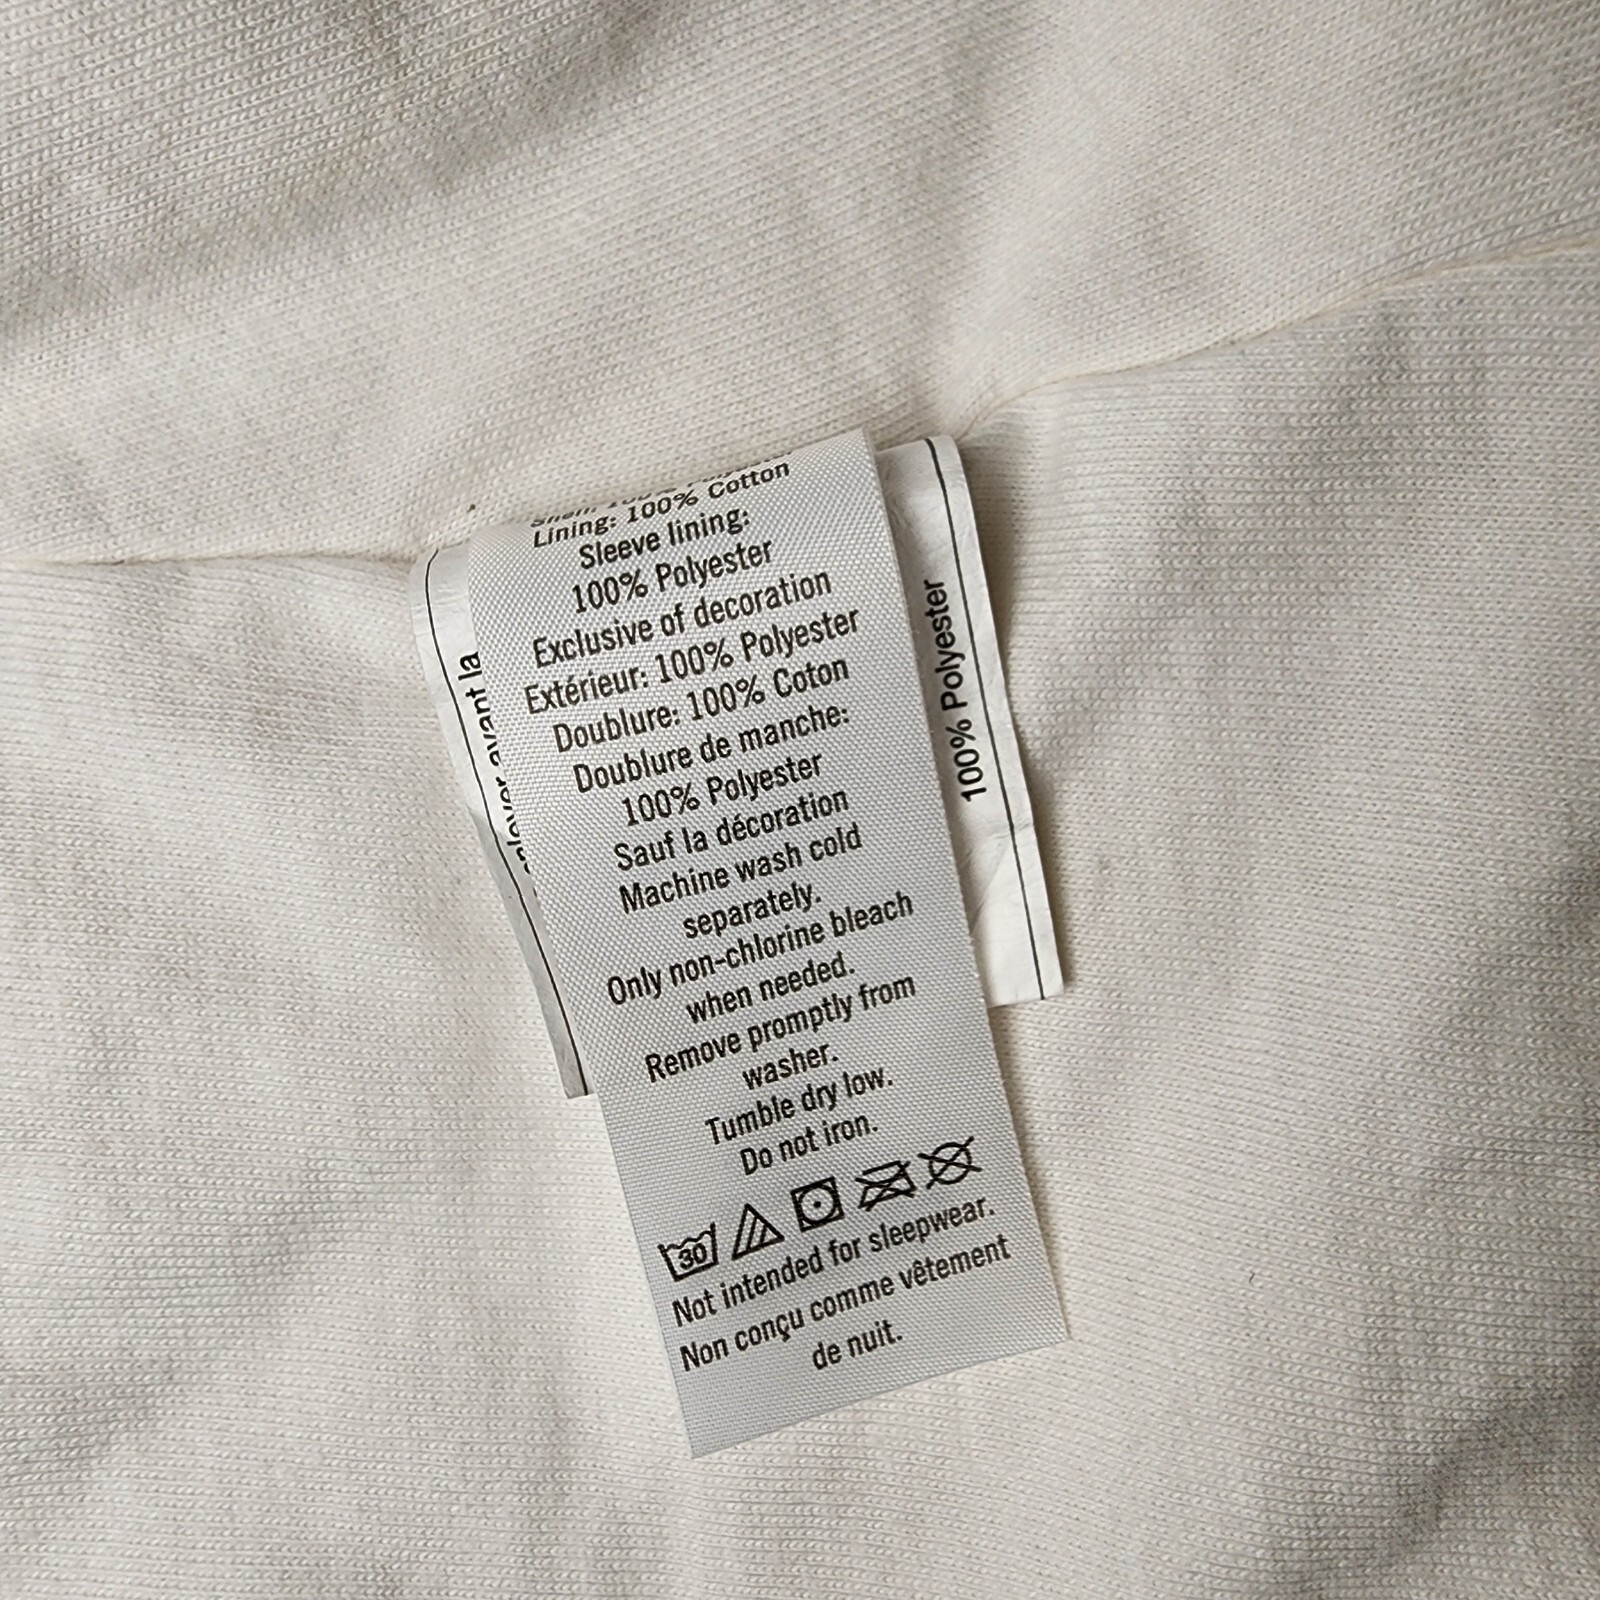 Lining: 100% Cotton
Sleeve lining:
100% Polyester
Exclusive of decoration
Extérieur: 100% Polyester
Doublure: 100% Coton
Doublure de manche:
100% Polyester
Sauf la décoration
Machine wash cold
separately.
Only non-chlorine bleach
when needed.
Remove promptly from
washer.
Tumble dry low.
Do not iron.
30
Not intended for sleepwear.
Non conçu comme vêtement
de nuit.
avant la
100% Polyester